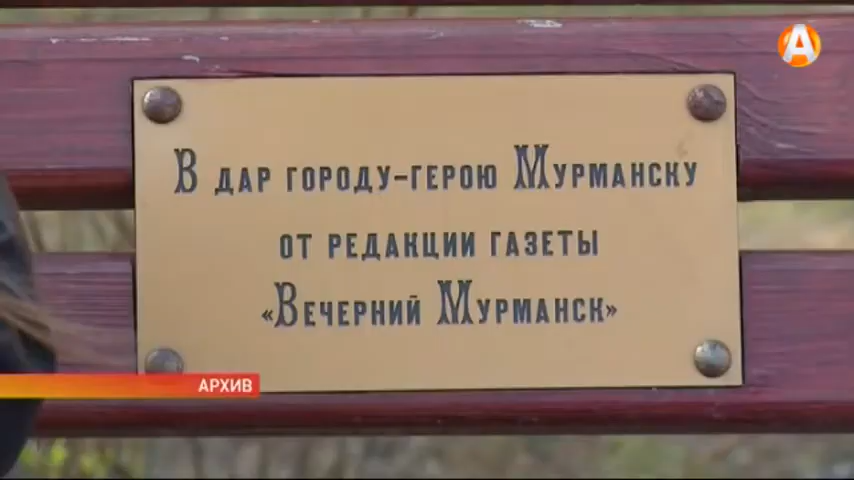 А
В ДАР ГОРОДУ-ГЕРОЮ МУРМАНСКУ
ОТ РЕДАКЦИИ ГАЗЕТЫ
«ВЕЧЕРНИЙ МУРМАНСК»
АРХИВ